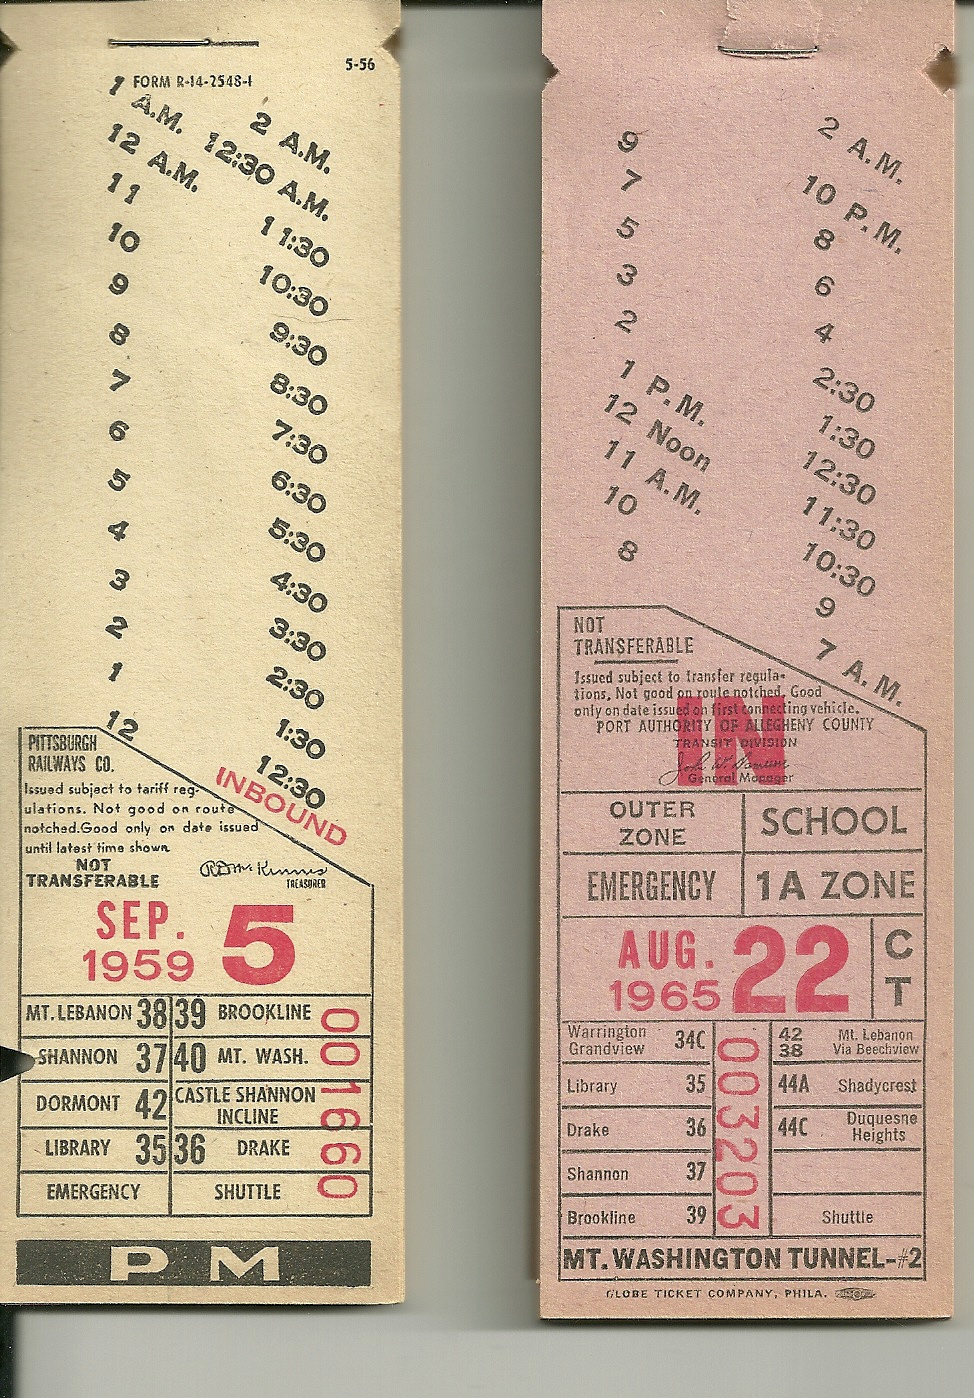 5-56
FORM R-14-2548-1
1 A.M.
2 A.M.
12 A.M.
12:30 A.M.
11
11:30
10
10:30
9
9:30
8
8:30
7
7:30
6
6:30
5
5:30
4
4:30
3
3:30
2
2:30
1
1:30
12
12:30
INBOUND
PITTSBURGH
RAILWAYS CO.
Issued subject to tariff reg-
ulations. Not good on route
notched. Good only on date issued
until latest time shown.
NOT
TRANSFERABLE
TREASURER
SEP.
1959
5
MT. LEBANON 38 39 BROOKLINE
SHANNON 37 40 MT. WASH.
DORMONT 42 CASTLE SHANNON
INCLINE
LIBRARY 35 36 DRAKE
EMERGENCY SHUTTLE
001660
PM
9
2 A.M.
7
10 P.M.
5
8
3
6
2
4
1 P.M.
2:30
12 Noon
1:30
11 A.M.
12:30
10
11:30
8
10:30
9
7 A.M.
NOT
TRANSFERABLE
Issued subject to transfer regula-
tions. Not good on route notched. Good
only on date issued on first connecting vehicle.
PORT AUTHORITY OF ALLEGHENY COUNTY
TRANSIT DIVISION
General Manager
IN
OUTER
ZONE
SCHOOL
EMERGENCY
1A ZONE
AUG.
1965
22
C
T
Warrington
Grandview 34C
42
38
Mt. Lebanon
Via Beechview
Library 35
44A Shadycrest
Drake 36
44C Duquesne
Heights
Shannon 37
Brookline 39
Shuttle
003203
MT. WASHINGTON TUNNEL-#2
GLOBE TICKET COMPANY, PHILA.